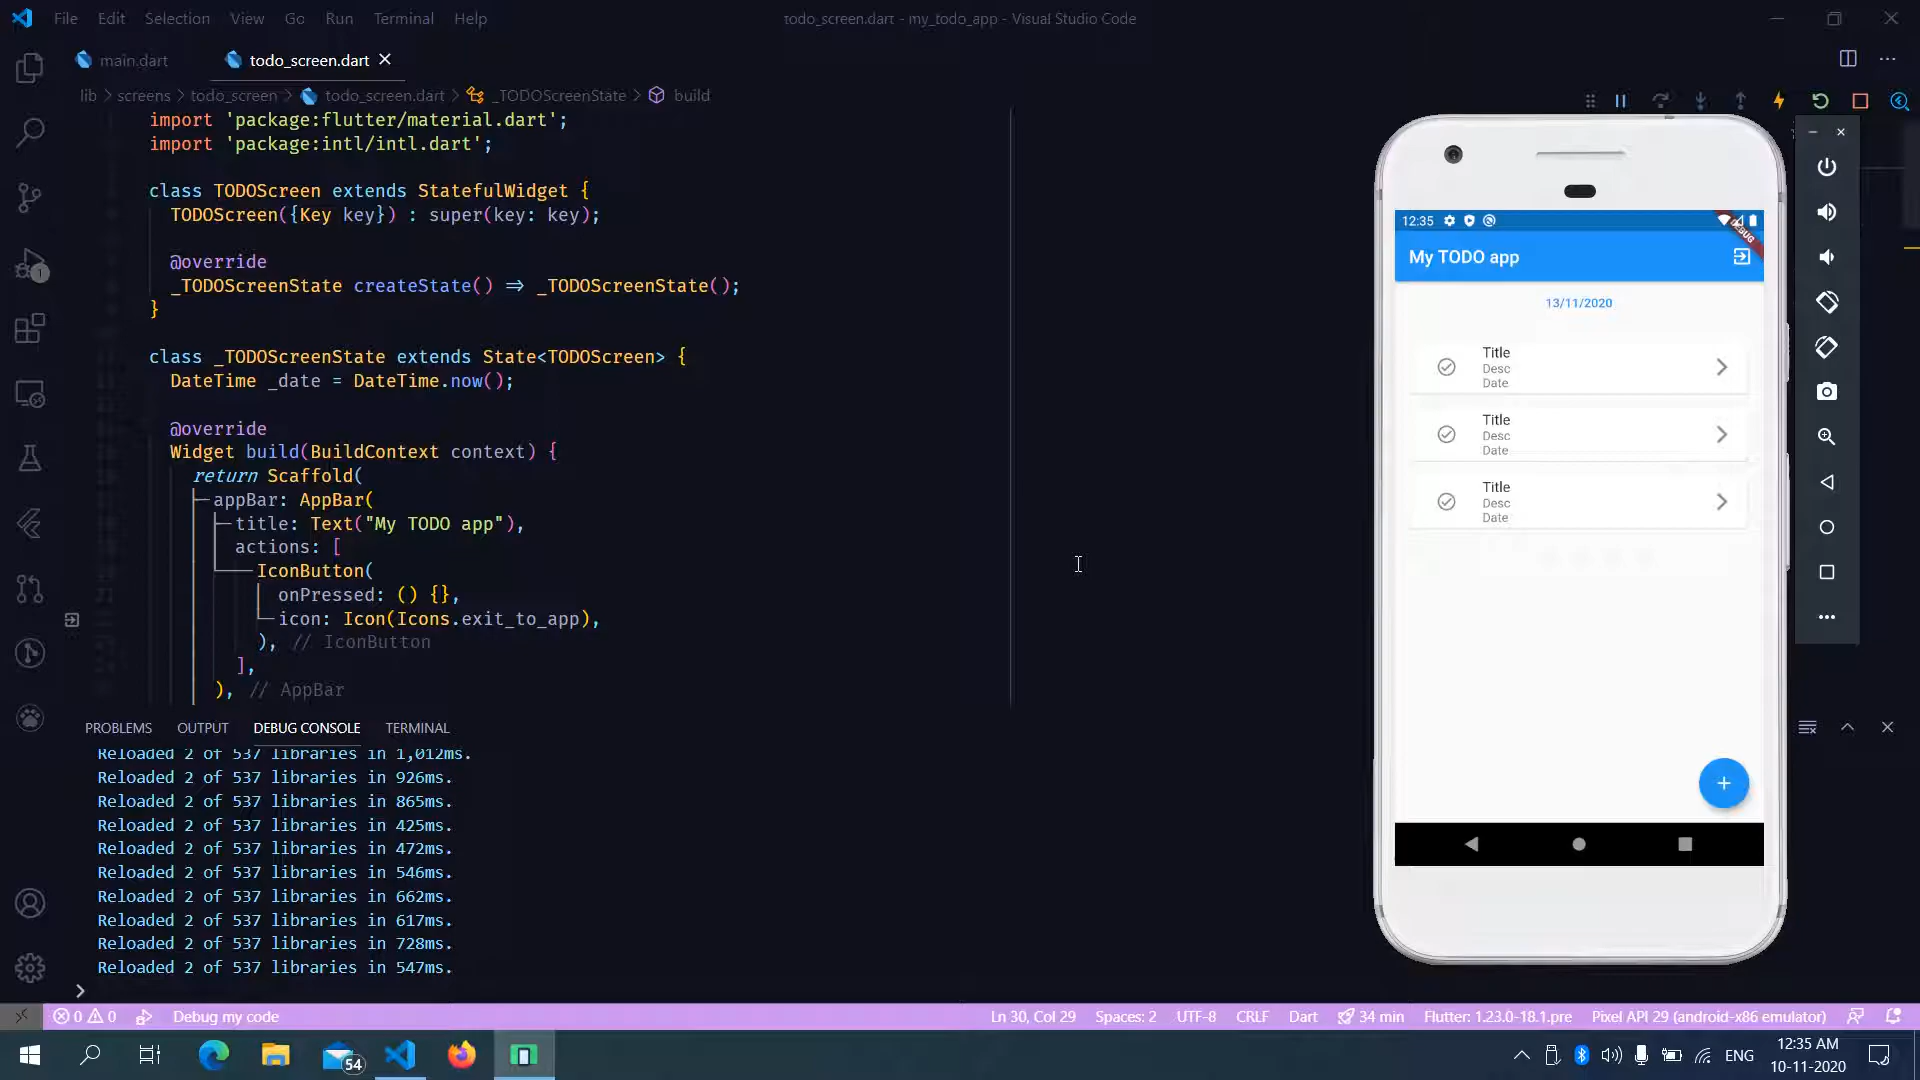 File Edit Selection View Go Run Terminal Help
todo_screen.dart - my_todo_app - Visual Studio Code
main.dart
todo_screen.dart
lib > screens > todo_screen > todo_screen.dart > _TODOScreenState > build
import 'package:flutter/material.dart';
import 'package:intl/intl.dart';
class TODOScreen extends StatefulWidget {
TODOScreen({Key key}) : super(key: key);
@override
_TODOScreenState createState() => _TODOScreenState();
}
class _TODOScreenState extends State<TODOScreen> {
DateTime _date = DateTime.now();
@override
Widget build(BuildContext context) {
return Scaffold(
appBar: AppBar(
title: Text("My TODO app"),
actions: [
IconButton(
onPressed: () {},
icon: Icon(Icons.exit_to_app),
), // IconButton
],
), // AppBar
12:35
DEBUG
My TODO app
13/11/2020
Title
Desc
Date
Title
Desc
Date
Title
Desc
Date
PROBLEMS OUTPUT DEBUG CONSOLE TERMINAL
Reloaded 2 of 537 libraries in 1,012ms.
Reloaded 2 of 537 libraries in 926ms.
Reloaded 2 of 537 libraries in 865ms.
Reloaded 2 of 537 libraries in 425ms.
Reloaded 2 of 537 libraries in 472ms.
Reloaded 2 of 537 libraries in 546ms.
Reloaded 2 of 537 libraries in 662ms.
Reloaded 2 of 537 libraries in 617ms.
Reloaded 2 of 537 libraries in 728ms.
Reloaded 2 of 537 libraries in 547ms.
0 0 Debug my code
Ln 30, Col 29 Spaces: 2 UTF-8 CRLF Dart 34 min Flutter: 1.23.0-18.1.pre Pixel API 29 (android-x86 emulator)
54
ENG
12:35 AM
10-11-2020